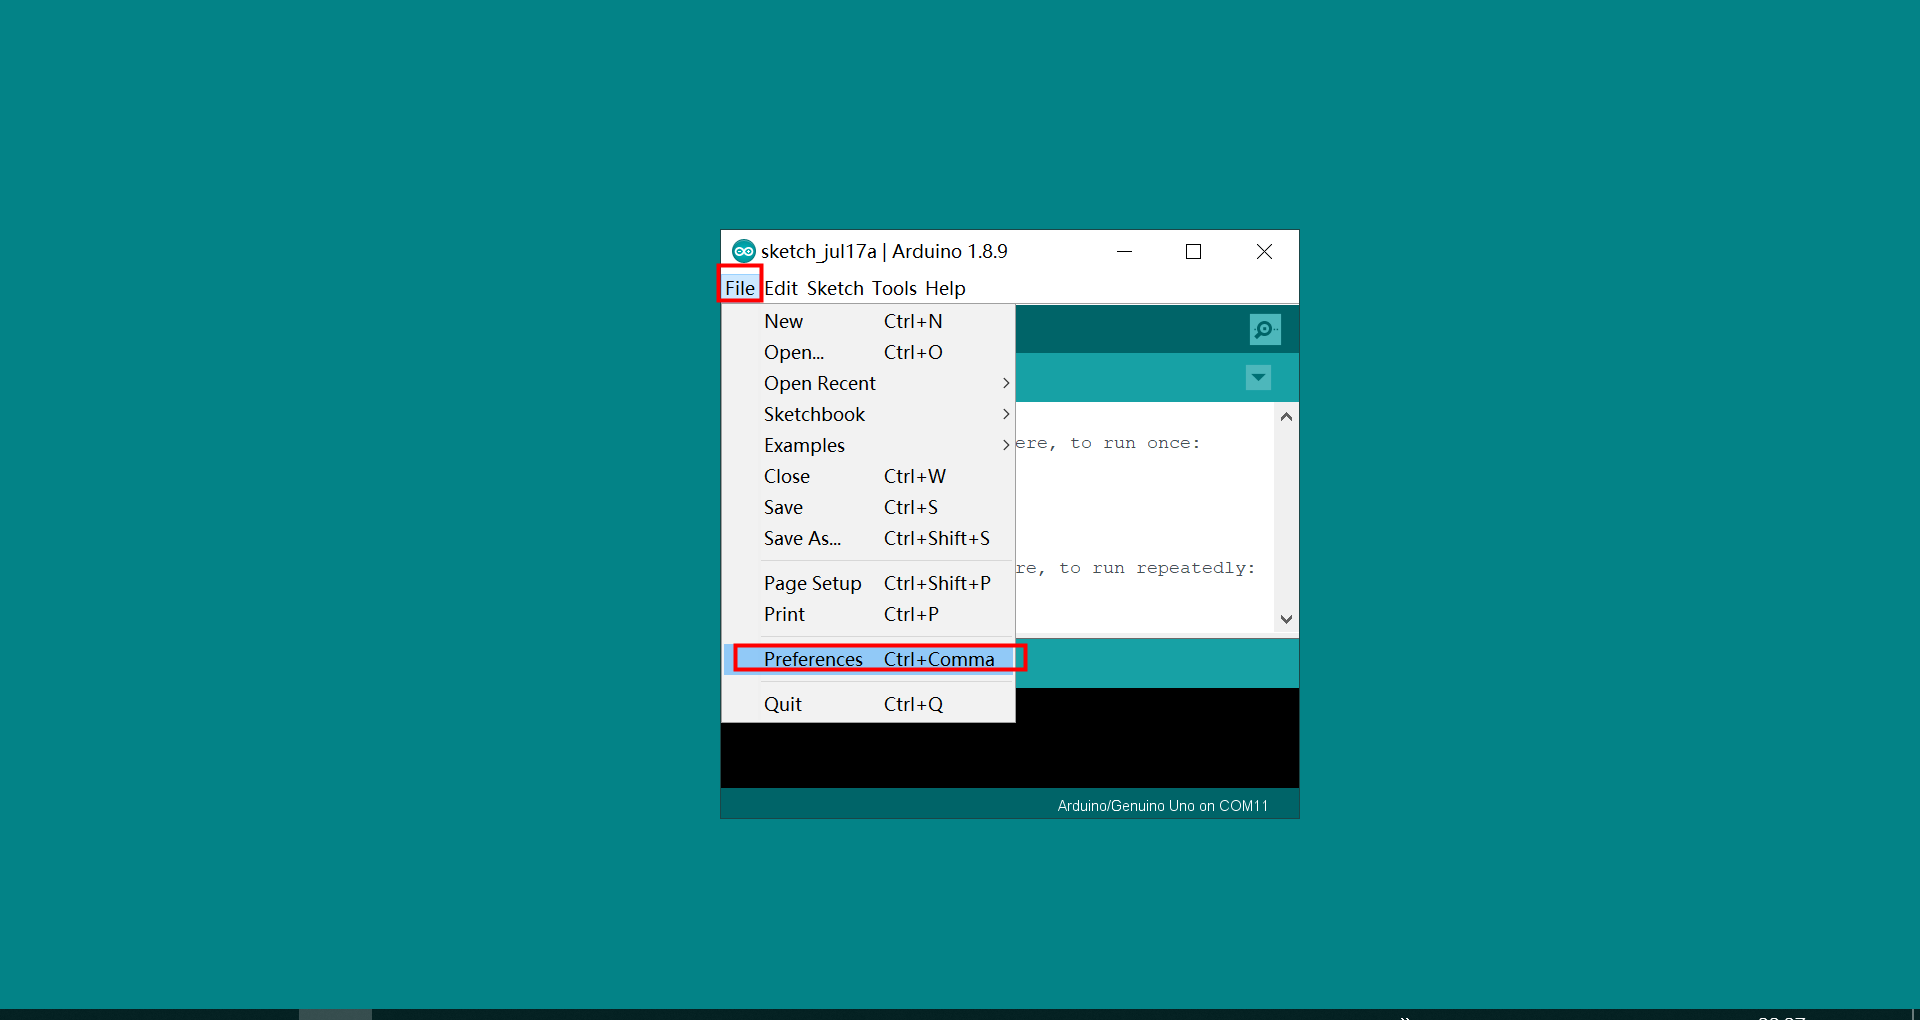 sketch_jul17a | Arduino 1.8.9
File Edit Sketch Tools Help
New Ctrl+N
Open... Ctrl+O
Open Recent
Sketchbook
Examples
ere, to run once:
Close Ctrl+W
Save Ctrl+S
Save As... Ctrl+Shift+S
re, to run repeatedly:
Page Setup Ctrl+Shift+P
Print Ctrl+P
Preferences Ctrl+Comma
Quit Ctrl+Q
Arduino/Genuino Uno on COM11